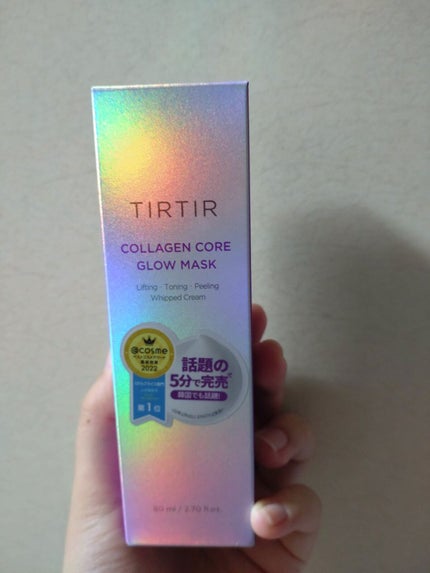 TIRTIR
COLLAGEN CORE
GLOW MASK
Lifting · Toning · Peeling
Whipped Cream
@cosme
2022
第1位
話題の
5分で完売
韓国でも話題!
80 ml / 2.70 fl.oz.